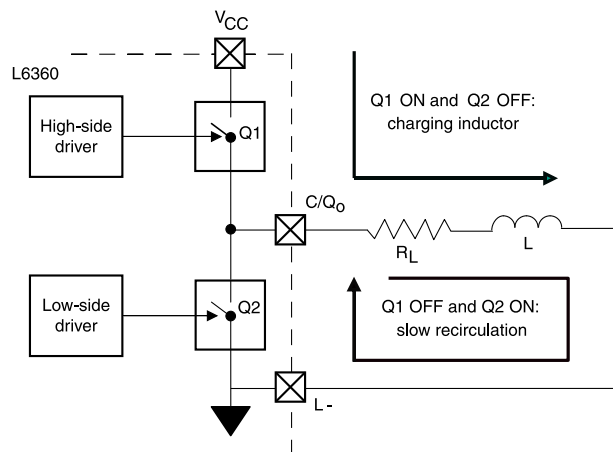 VCC
L6360
High-side
driver
Q1
Q1 ON and Q2 OFF:
charging inductor
C/Qo
RL
L
Low-side
driver
Q2
Q1 OFF and Q2 ON:
slow recirculation
L-